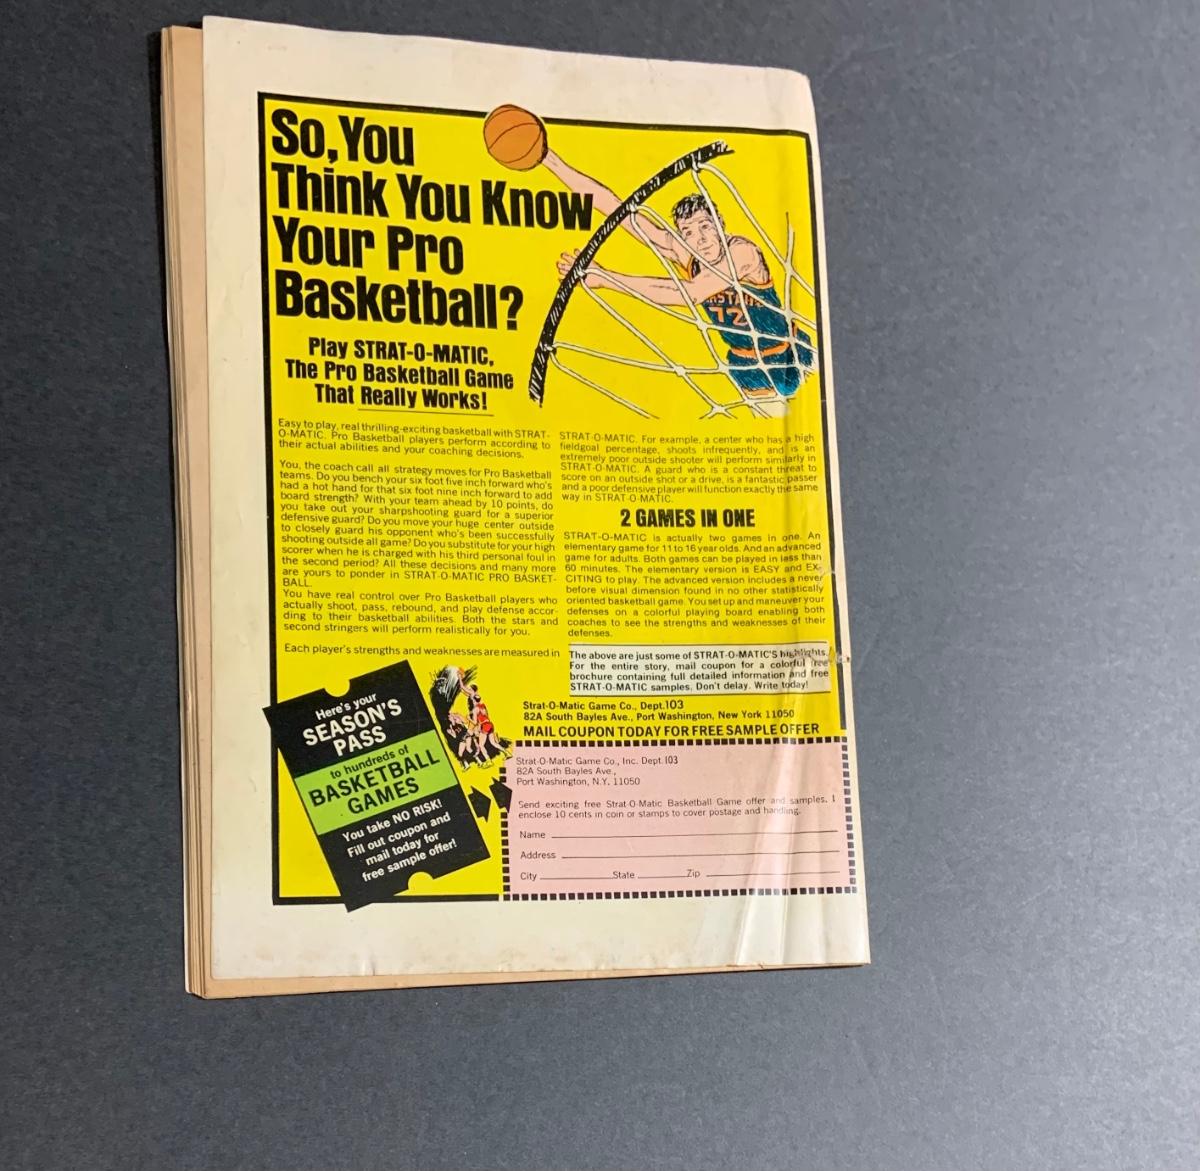 So, You
Think You Know
Your Pro
Basketball?
Play STRAT-O-MATIC,
The Pro Basketball Game
That Really Works!
72
Easy to play, real thrilling-exciting basketball with STRAT-
O-MATIC. Pro Basketball players perform according to
their actual abilities and your coaching decisions.
You, the coach call all strategy moves for Pro Basketball
teams. Do you bench your six foot five inch forward who's
had a hot hand for that six foot nine inch forward to add
board strength? With your team ahead by 10 points, do
you take out your sharpshooting guard for a superior
defensive guard? Do you move your huge center outside
to closely guard his opponent who's been successfully
shooting outside all game? Do you substitute for your high
scorer when he is charged with his third personal foul in
the second period? All these decisions and many more
are yours to ponder in STRAT-O-MATIC PRO BASKET-
BALL.
You have real control over Pro Basketball players who
actually shoot, pass, rebound, and play defense accor-
ding to their basketball abilities. Both the stars and
second stringers will perform realistically for you.
Each player's strengths and weaknesses are measured in
STRAT-O-MATIC. For example, a center who has a high
fieldgoal percentage, shoots infrequently, and is an
extremely poor outside shooter will perform similarly in
STRAT-O-MATIC. A guard who is a constant threat to
score on an outside shot or a drive, is a fantastic passer
and a poor defensive player will function exactly the same
way in STRAT-O-MATIC.
2 GAMES IN ONE
STRAT-O-MATIC is actually two games in one. An
elementary game for 11 to 16 year olds. And an advanced
game for adults. Both games can be played in less than
60 minutes. The elementary version is EASY and EX-
CITING to play. The advanced version includes a never
before visual dimension found in no other statistically
oriented basketball game. You set up and maneuver your
defenses on a colorful playing board enabling both
coaches to see the strengths and weaknesses of their
defenses.
The above are just some of STRAT-O-MATIC'S highlights.
For the entire story, mail coupon for a colorful free
brochure containing full detailed information and free
STRAT-O-MATIC samples. Don't delay. Write today!
Strat-O-Matic Game Co., Dept.103
82A South Bayles Ave., Port Washington, New York 11050
MAIL COUPON TODAY FOR FREE SAMPLE OFFER
Here's your
SEASON'S
PASS
to hundreds of
BASKETBALL
GAMES
You take NO RISK!
Fill out coupon and
mail today for
free sample offer!
Strat-O-Matic Game Co., Inc. Dept.103
82A South Bayles Ave.,
Port Washington, N.Y. 11050
Send exciting free Strat-O-Matic Basketball Game offer and samples. I
enclose 10 cents in coin or stamps to cover postage and handling.
Name
Address
City State Zip